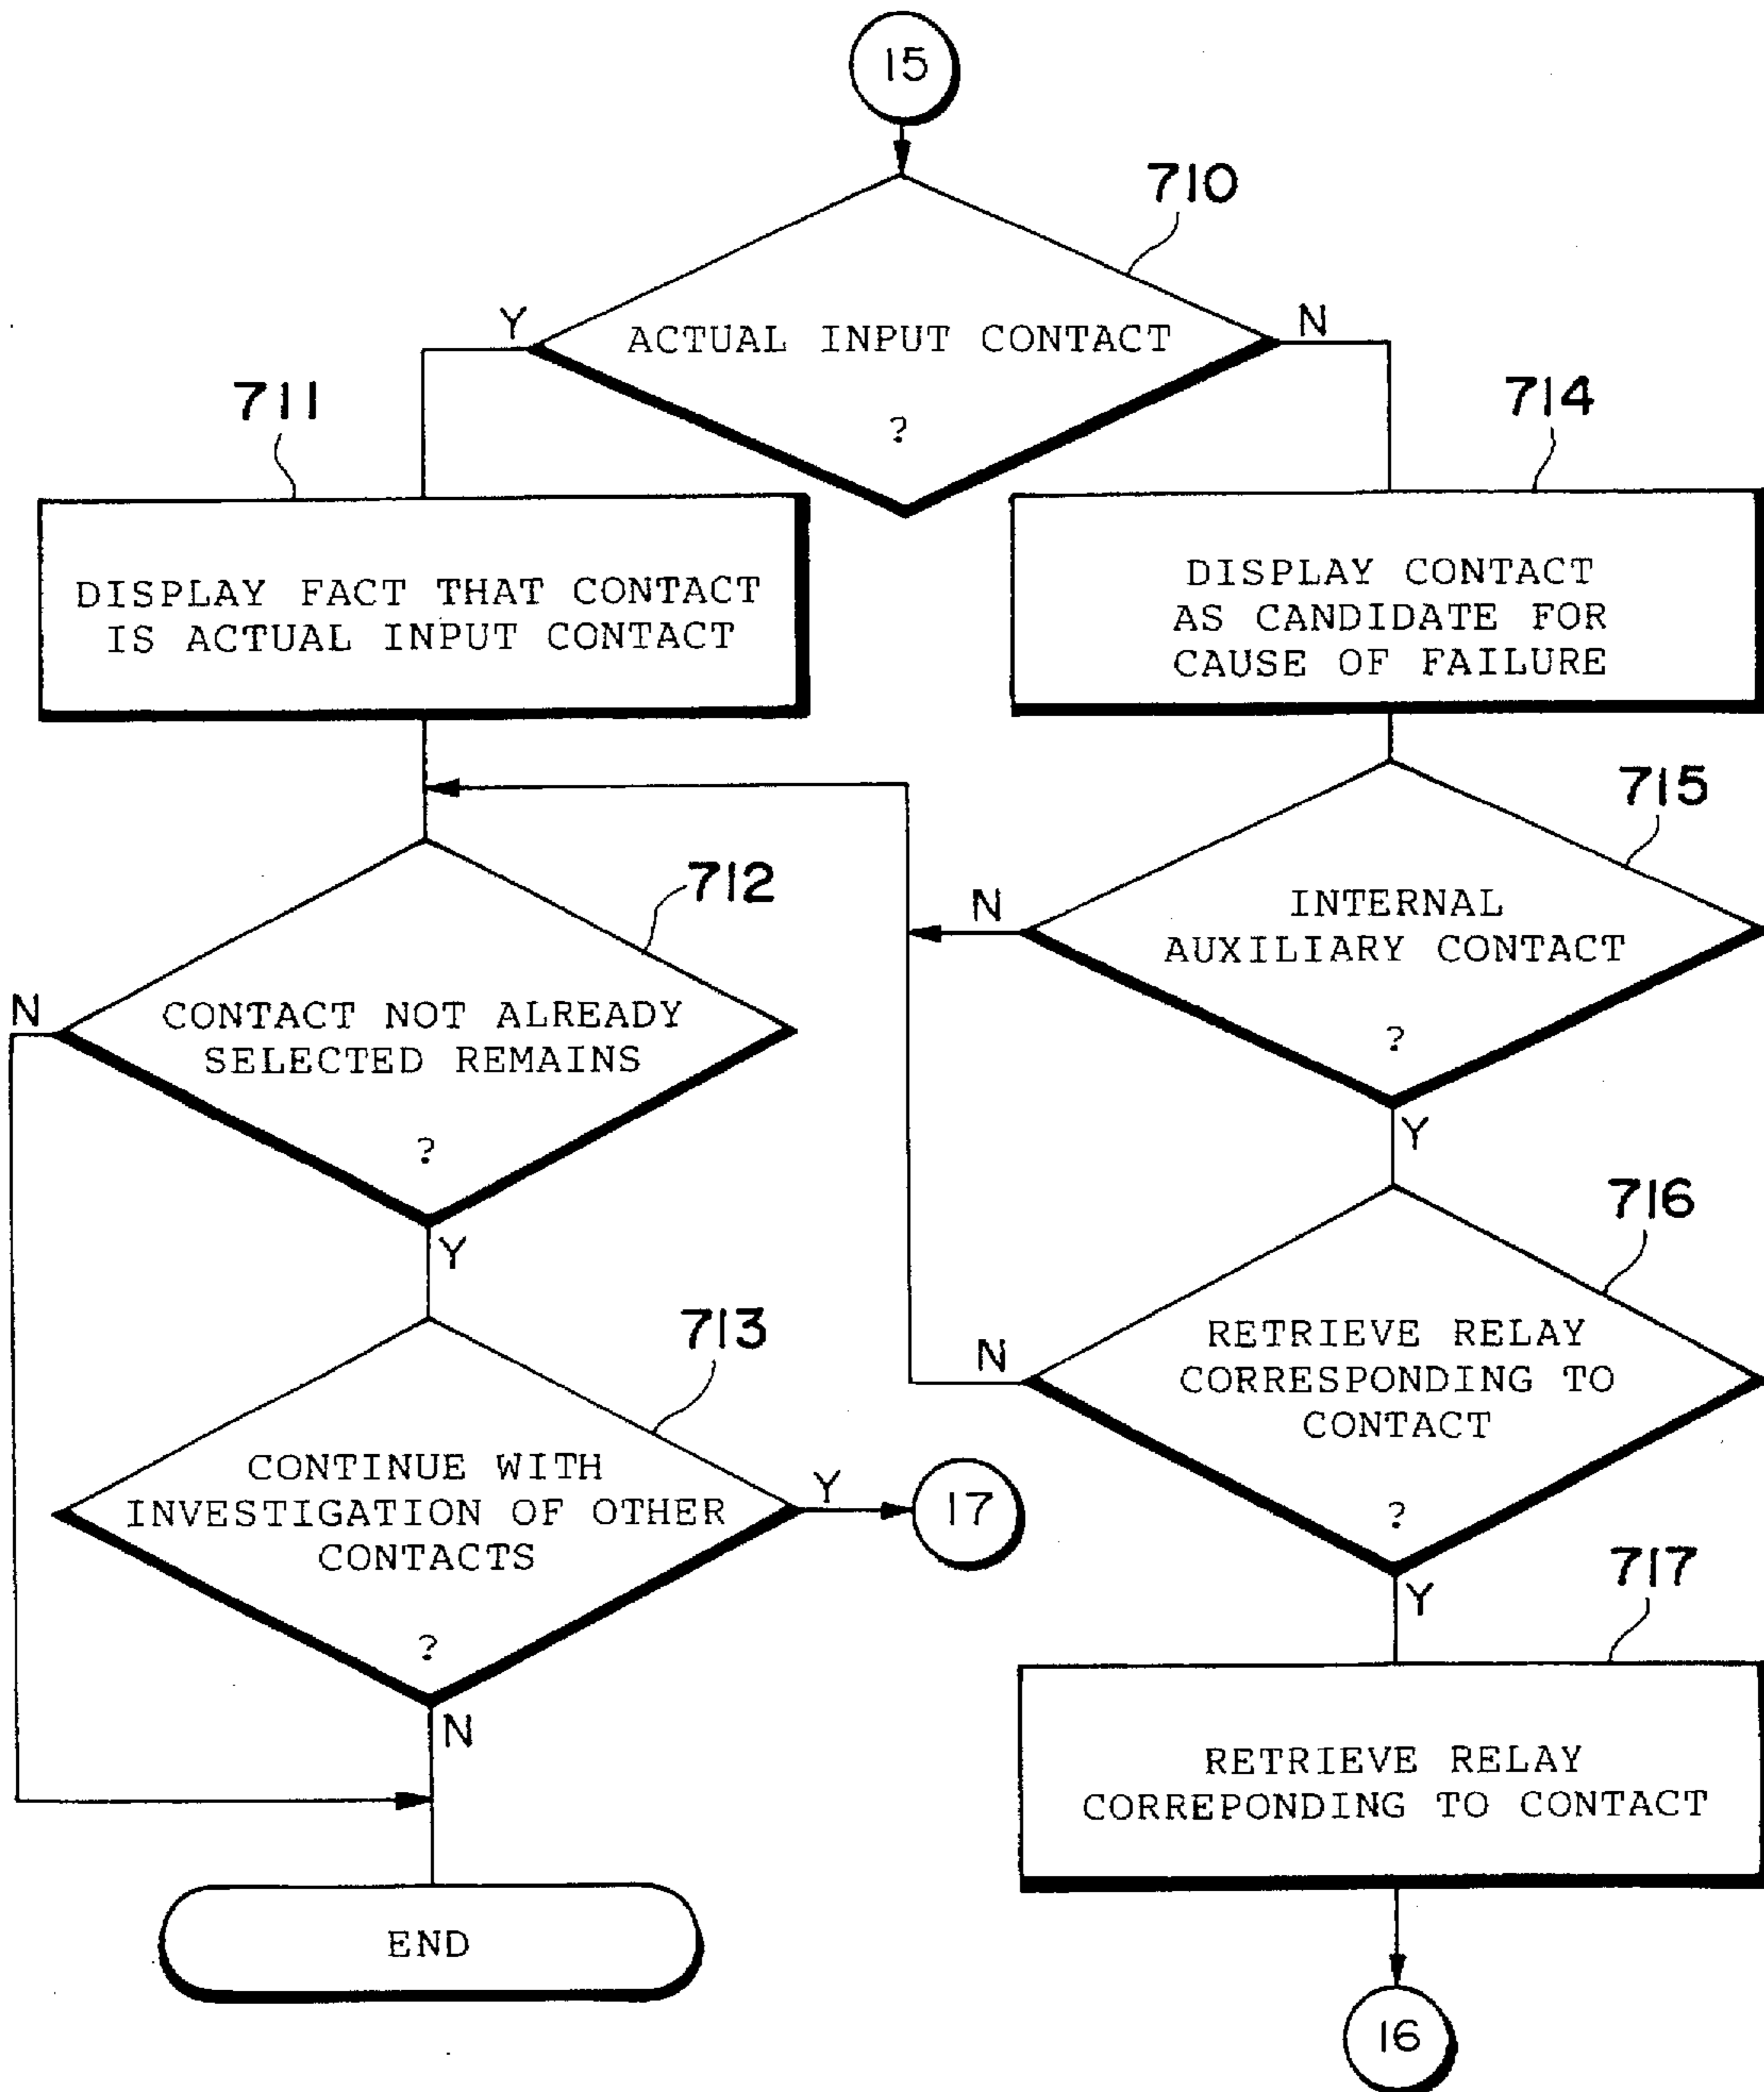 15
710
ACTUAL INPUT CONTACT
?
Y
N
711
DISPLAY FACT THAT CONTACT
IS ACTUAL INPUT CONTACT
714
DISPLAY CONTACT
AS CANDIDATE FOR
CAUSE OF FAILURE
712
CONTACT NOT ALREADY
SELECTED REMAINS
?
N
Y
715
INTERNAL
AUXILIARY CONTACT
?
N
Y
713
CONTINUE WITH
INVESTIGATION OF OTHER
CONTACTS
?
Y
17
N
716
RETRIEVE RELAY
CORRESPONDING TO
CONTACT
?
N
Y
717
RETRIEVE RELAY
CORREPONDING TO CONTACT
END
16